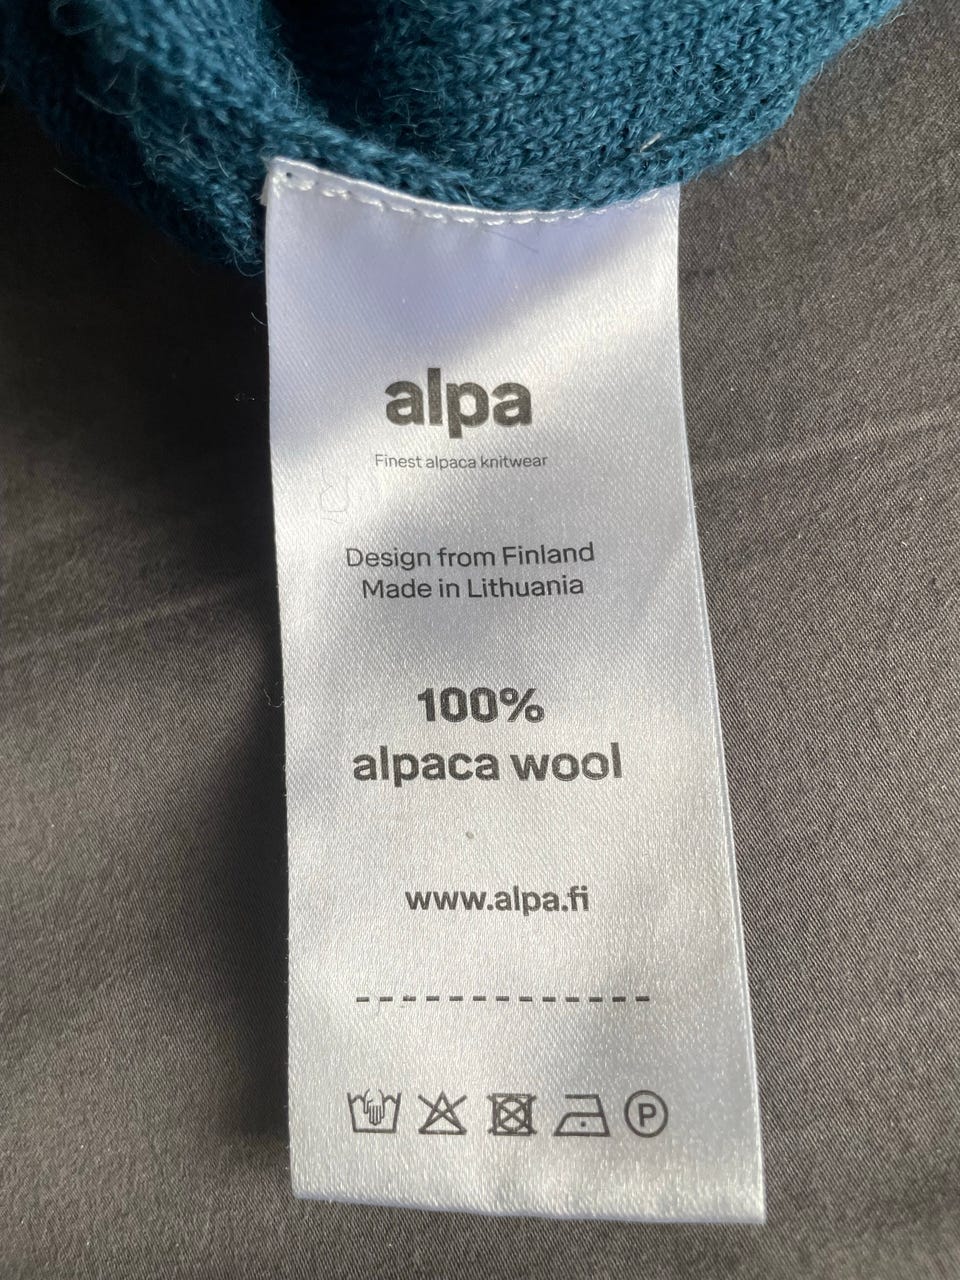 alpa
Finest alpaca knitwear
Design from Finland
Made in Lithuania
100%
alpaca wool
www.alpa.fi
-------------
P